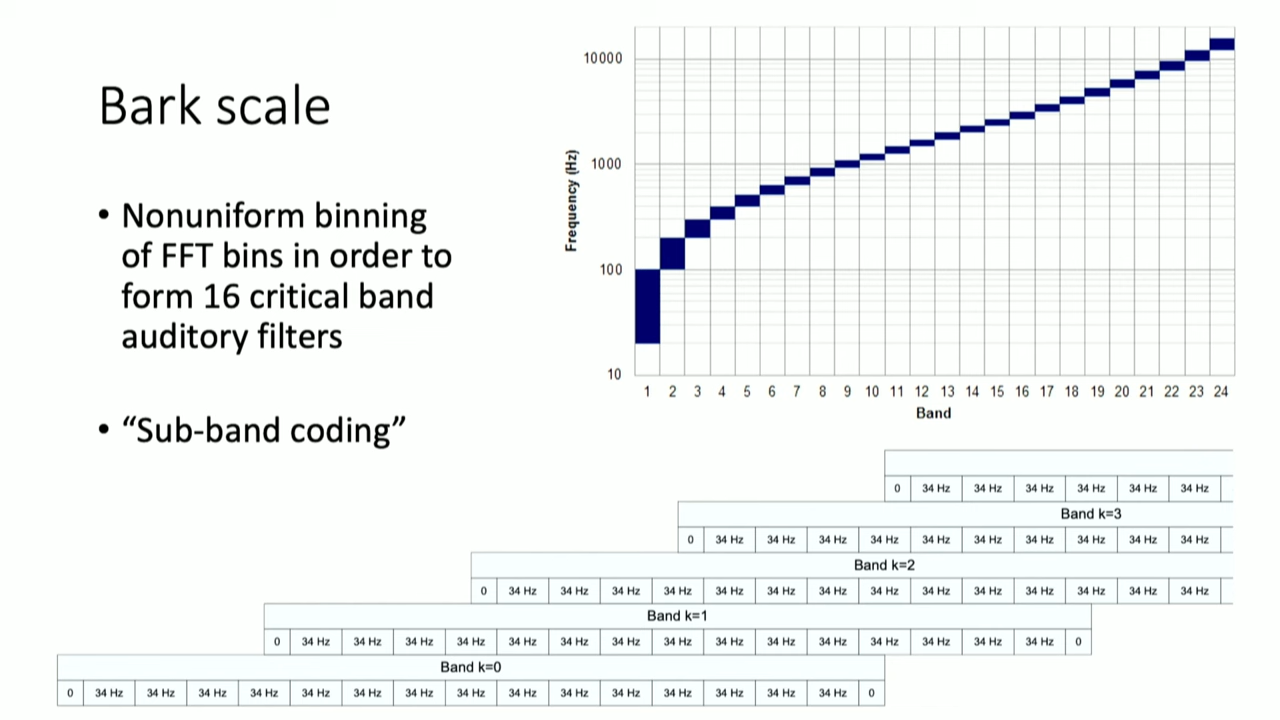 Bark scale
• Nonuniform binning
of FFT bins in order to
form 16 critical band
auditory filters
• “Sub-band coding”
Frequency (Hz)
10000
1000
100
10
1 2 3 4 5 6 7 8 9 10 11 12 13 14 15 16 17 18 19 20 21 22 23 24
Band
0 34 Hz 34 Hz 34 Hz 34 Hz 34 Hz 34 Hz
Band k=3
0 34 Hz 34 Hz 34 Hz 34 Hz 34 Hz 34 Hz 34 Hz 34 Hz 34 Hz 34 Hz
Band k=2
0 34 Hz 34 Hz 34 Hz 34 Hz 34 Hz 34 Hz 34 Hz 34 Hz 34 Hz 34 Hz 34 Hz 34 Hz 34 Hz 34 Hz
Band k=1
0 34 Hz 34 Hz 34 Hz 34 Hz 34 Hz 34 Hz 34 Hz 34 Hz 34 Hz 34 Hz 34 Hz 34 Hz 34 Hz 34 Hz 34 Hz 0
Band k=0
0 34 Hz 34 Hz 34 Hz 34 Hz 34 Hz 34 Hz 34 Hz 34 Hz 34 Hz 34 Hz 34 Hz 34 Hz 34 Hz 34 Hz 34 Hz 0